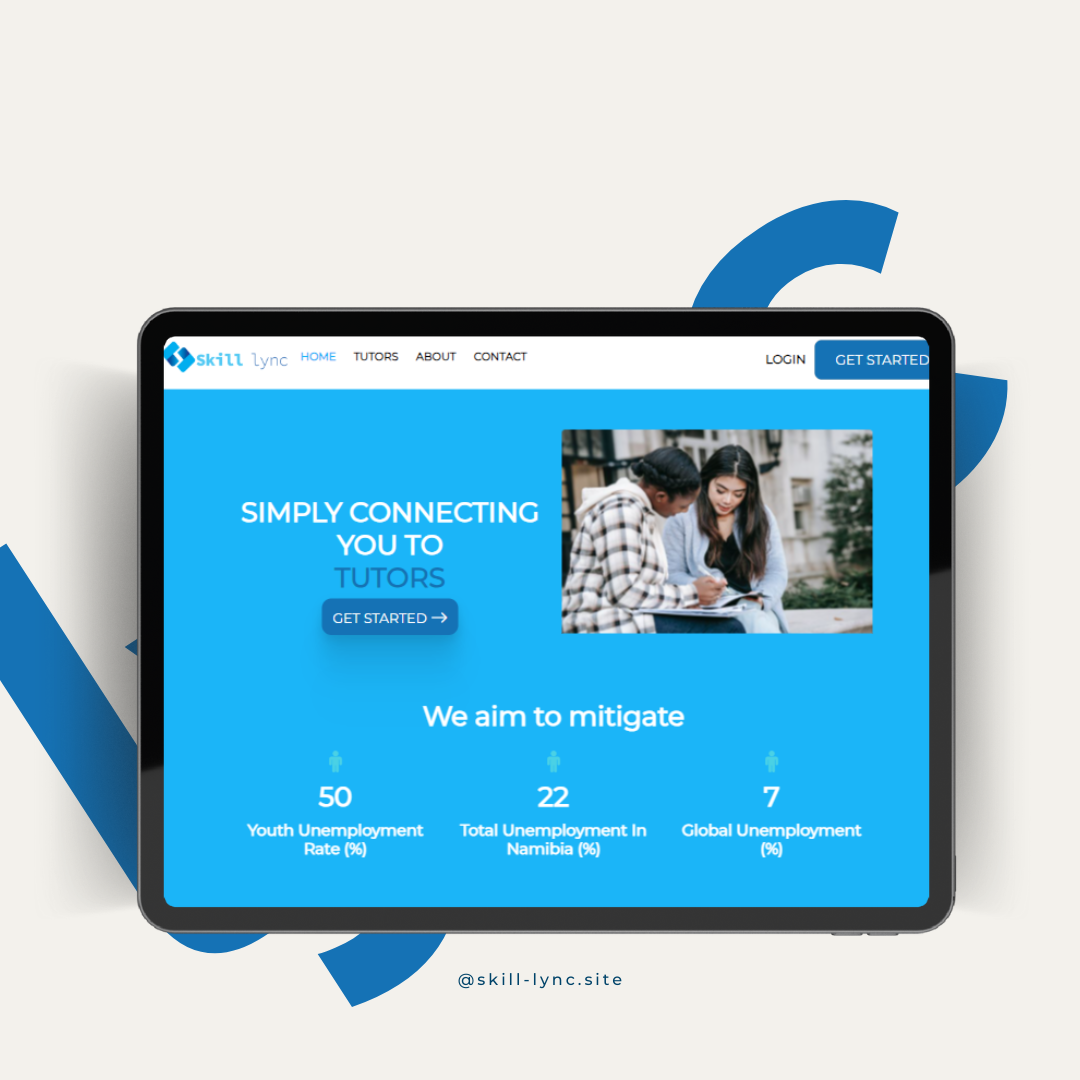 Skill lync HOME TUTORS ABOUT CONTACT LOGIN GET STARTED
SIMPLY CONNECTING
YOU TO
TUTORS
GET STARTED →
We aim to mitigate
50
Youth Unemployment
Rate (%)
22
Total Unemployment In
Namibia (%)
7
Global Unemployment
(%)
@skill-lync.site